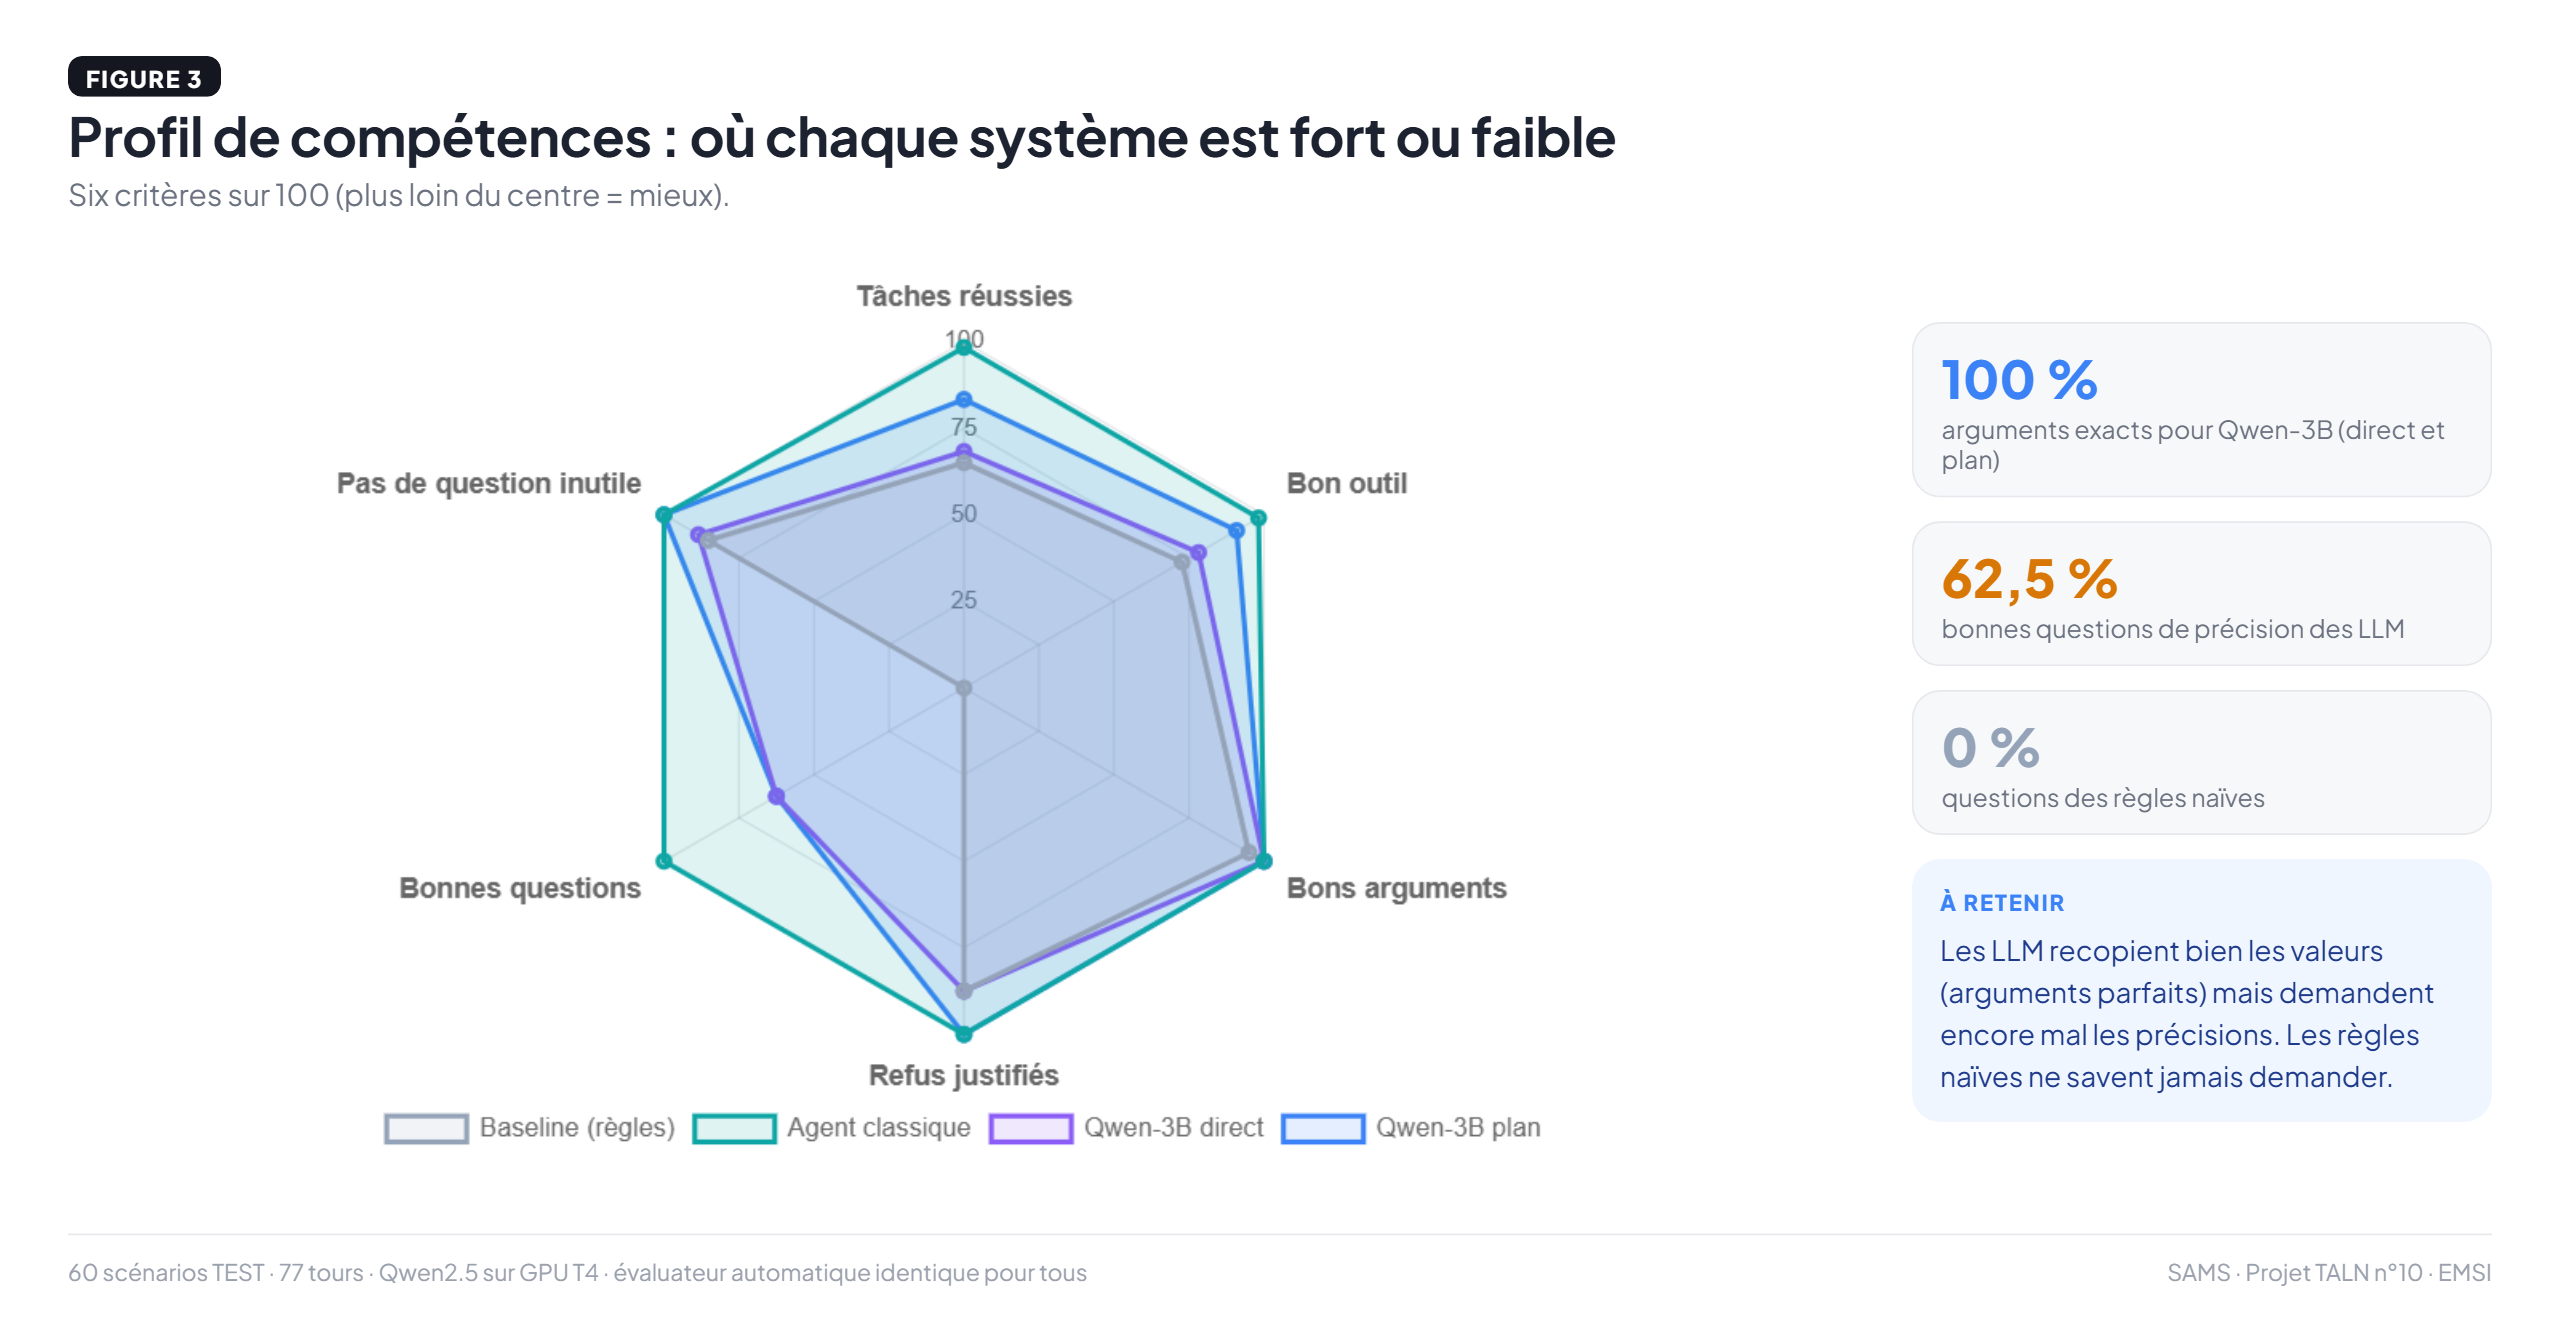 FIGURE 3
Profil de compétences : où chaque système est fort ou faible
Six critères sur 100 (plus loin du centre = mieux).
Tâches réussies
100
75
50
25
Pas de question inutile
Bon outil
Bonnes questions
Bons arguments
Refus justifiés
Baseline (règles)
Agent classique
Qwen-3B direct
Qwen-3B plan
100 %
arguments exacts pour Qwen-3B (direct et
plan)
62,5 %
bonnes questions de précision des LLM
0 %
questions des règles naïves
À RETENIR
Les LLM recopient bien les valeurs
(arguments parfaits) mais demandent
encore mal les précisions. Les règles
naïves ne savent jamais demander.
60 scénarios TEST · 77 tours · Qwen2.5 sur GPU T4 · évaluateur automatique identique pour tous
SAMS · Projet TALN n°10 · EMSI